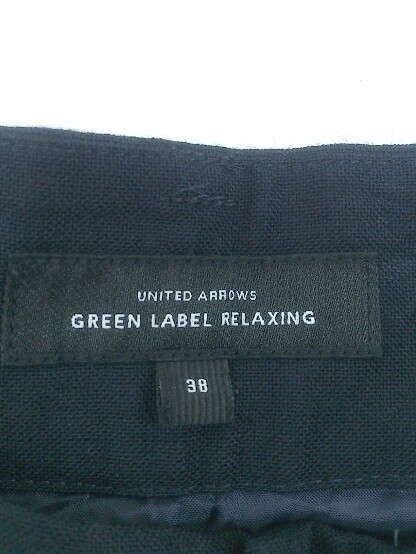 UNITED ARROWS
GREEN LABEL RELAXING
38